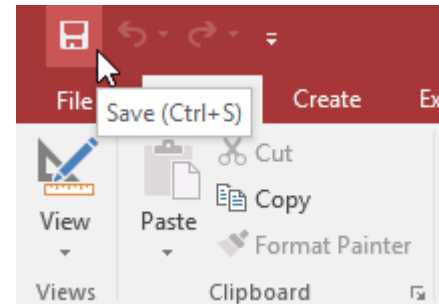 File
Create
Save (Ctrl+S)
View
Paste
Cut
Copy
Format Painter
Views
Clipboard